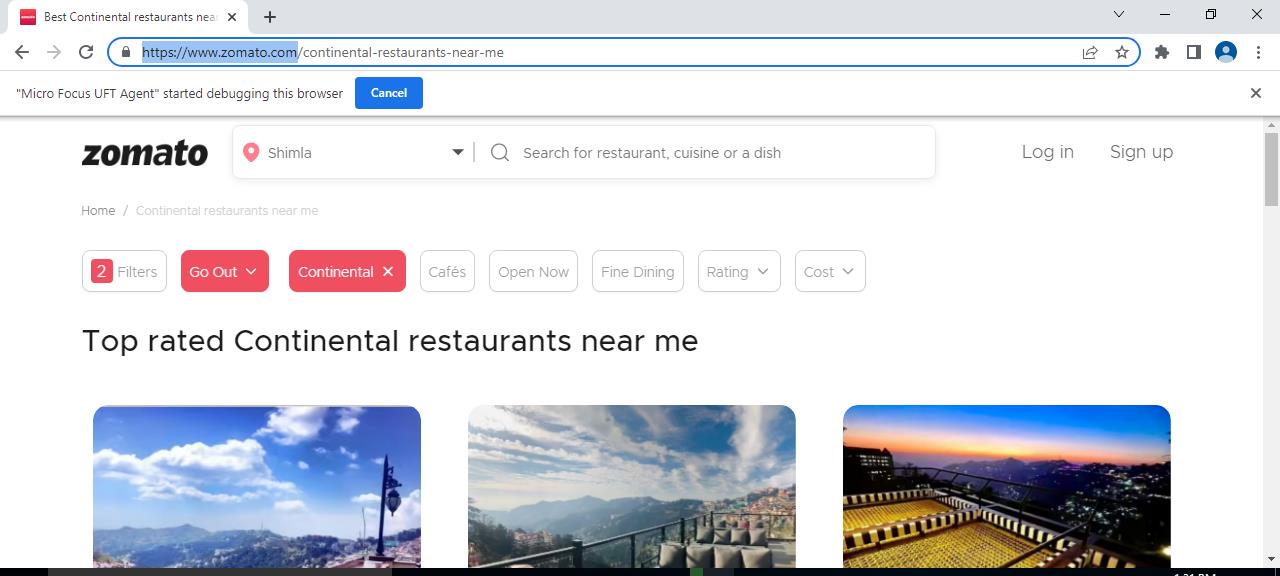 Best Continental restaurants near
https://www.zomato.com/continental-restaurants-near-me
"Micro Focus UFT Agent" started debugging this browser Cancel
zomato Shimla Search for restaurant, cuisine or a dish Log in Sign up
Home / Continental restaurants near me
2 Filters Go Out Continental Cafés Open Now Fine Dining Rating Cost
Top rated Continental restaurants near me